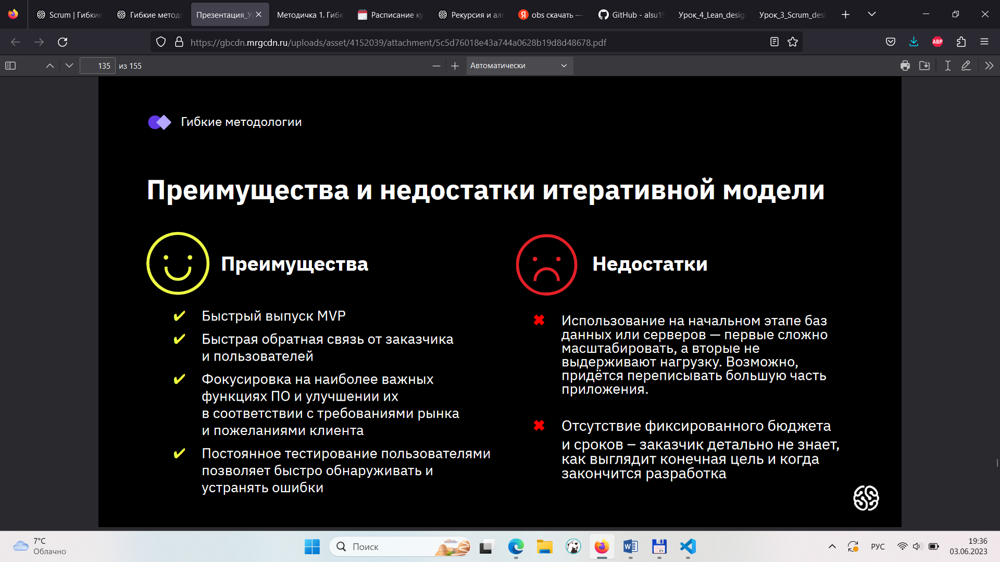 Scrum | Гибкие
Гибкие методо
Презентация_У
Методичка 1. Гибк
Расписание ку
Рекурсия и ал
obs скачать —
GitHub - alsu19
Урок_4_Lean_desig
Урок_3_Scrum_desi
https://gbcdn.mrgcdn.ru/uploads/asset/4152039/attachment/5c5d76018e43a744a0628b19d8d48678.pdf
ABP
135 из 155
Автоматически
Гибкие методологии
Преимущества и недостатки итеративной модели
Преимущества
Быстрый выпуск MVP
Быстрая обратная связь от заказчика
и пользователей
Фокусировка на наиболее важных
функциях ПО и улучшении их
в соответствии с требованиями рынка
и пожеланиями клиента
Постоянное тестирование пользователями
позволяет быстро обнаруживать и
устранять ошибки
Недостатки
Использование на начальном этапе баз
данных или серверов — первые сложно
масштабировать, а вторые не
выдерживают нагрузку. Возможно,
придётся переписывать большую часть
приложения.
Отсутствие фиксированного бюджета
и сроков – заказчик детально не знает,
как выглядит конечная цель и когда
закончится разработка
7°C
Облачно
Поиск
64
РУС
19:36
03.06.2023